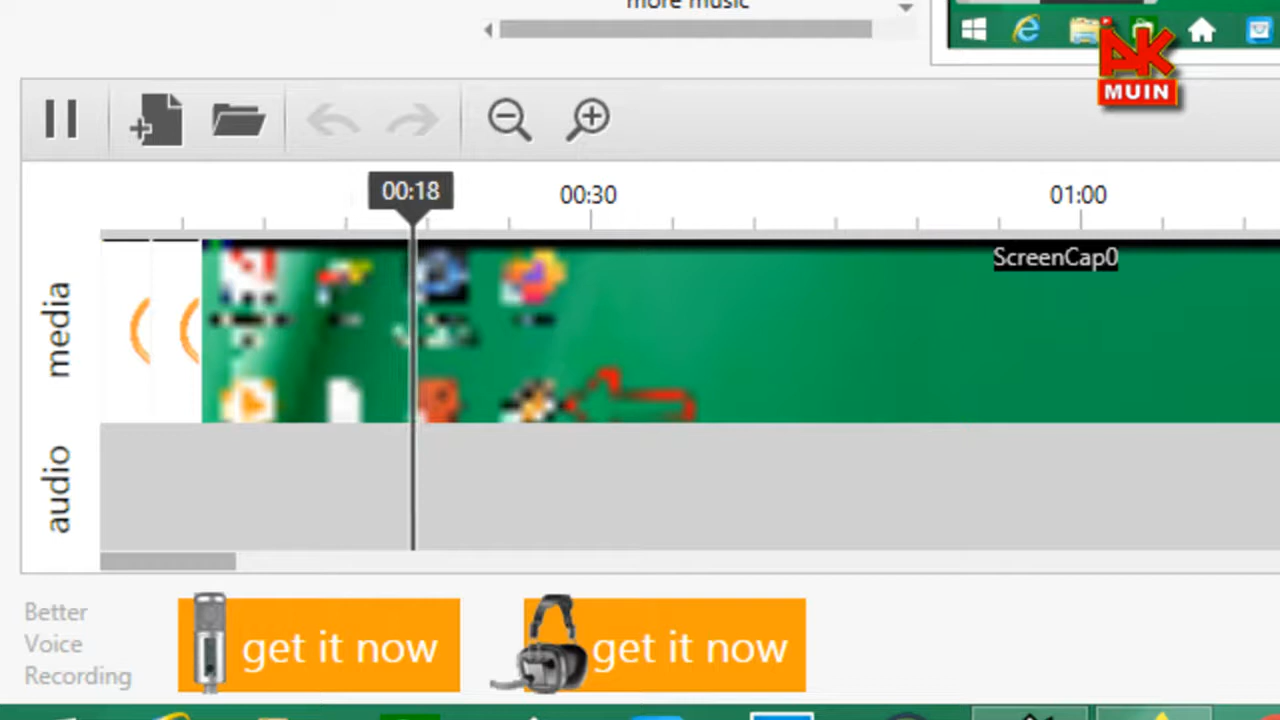 more music
AK
MUIN
00:18
00:30
01:00
ScreenCap0
media
audio
Better
Voice
Recording
get it now
get it now